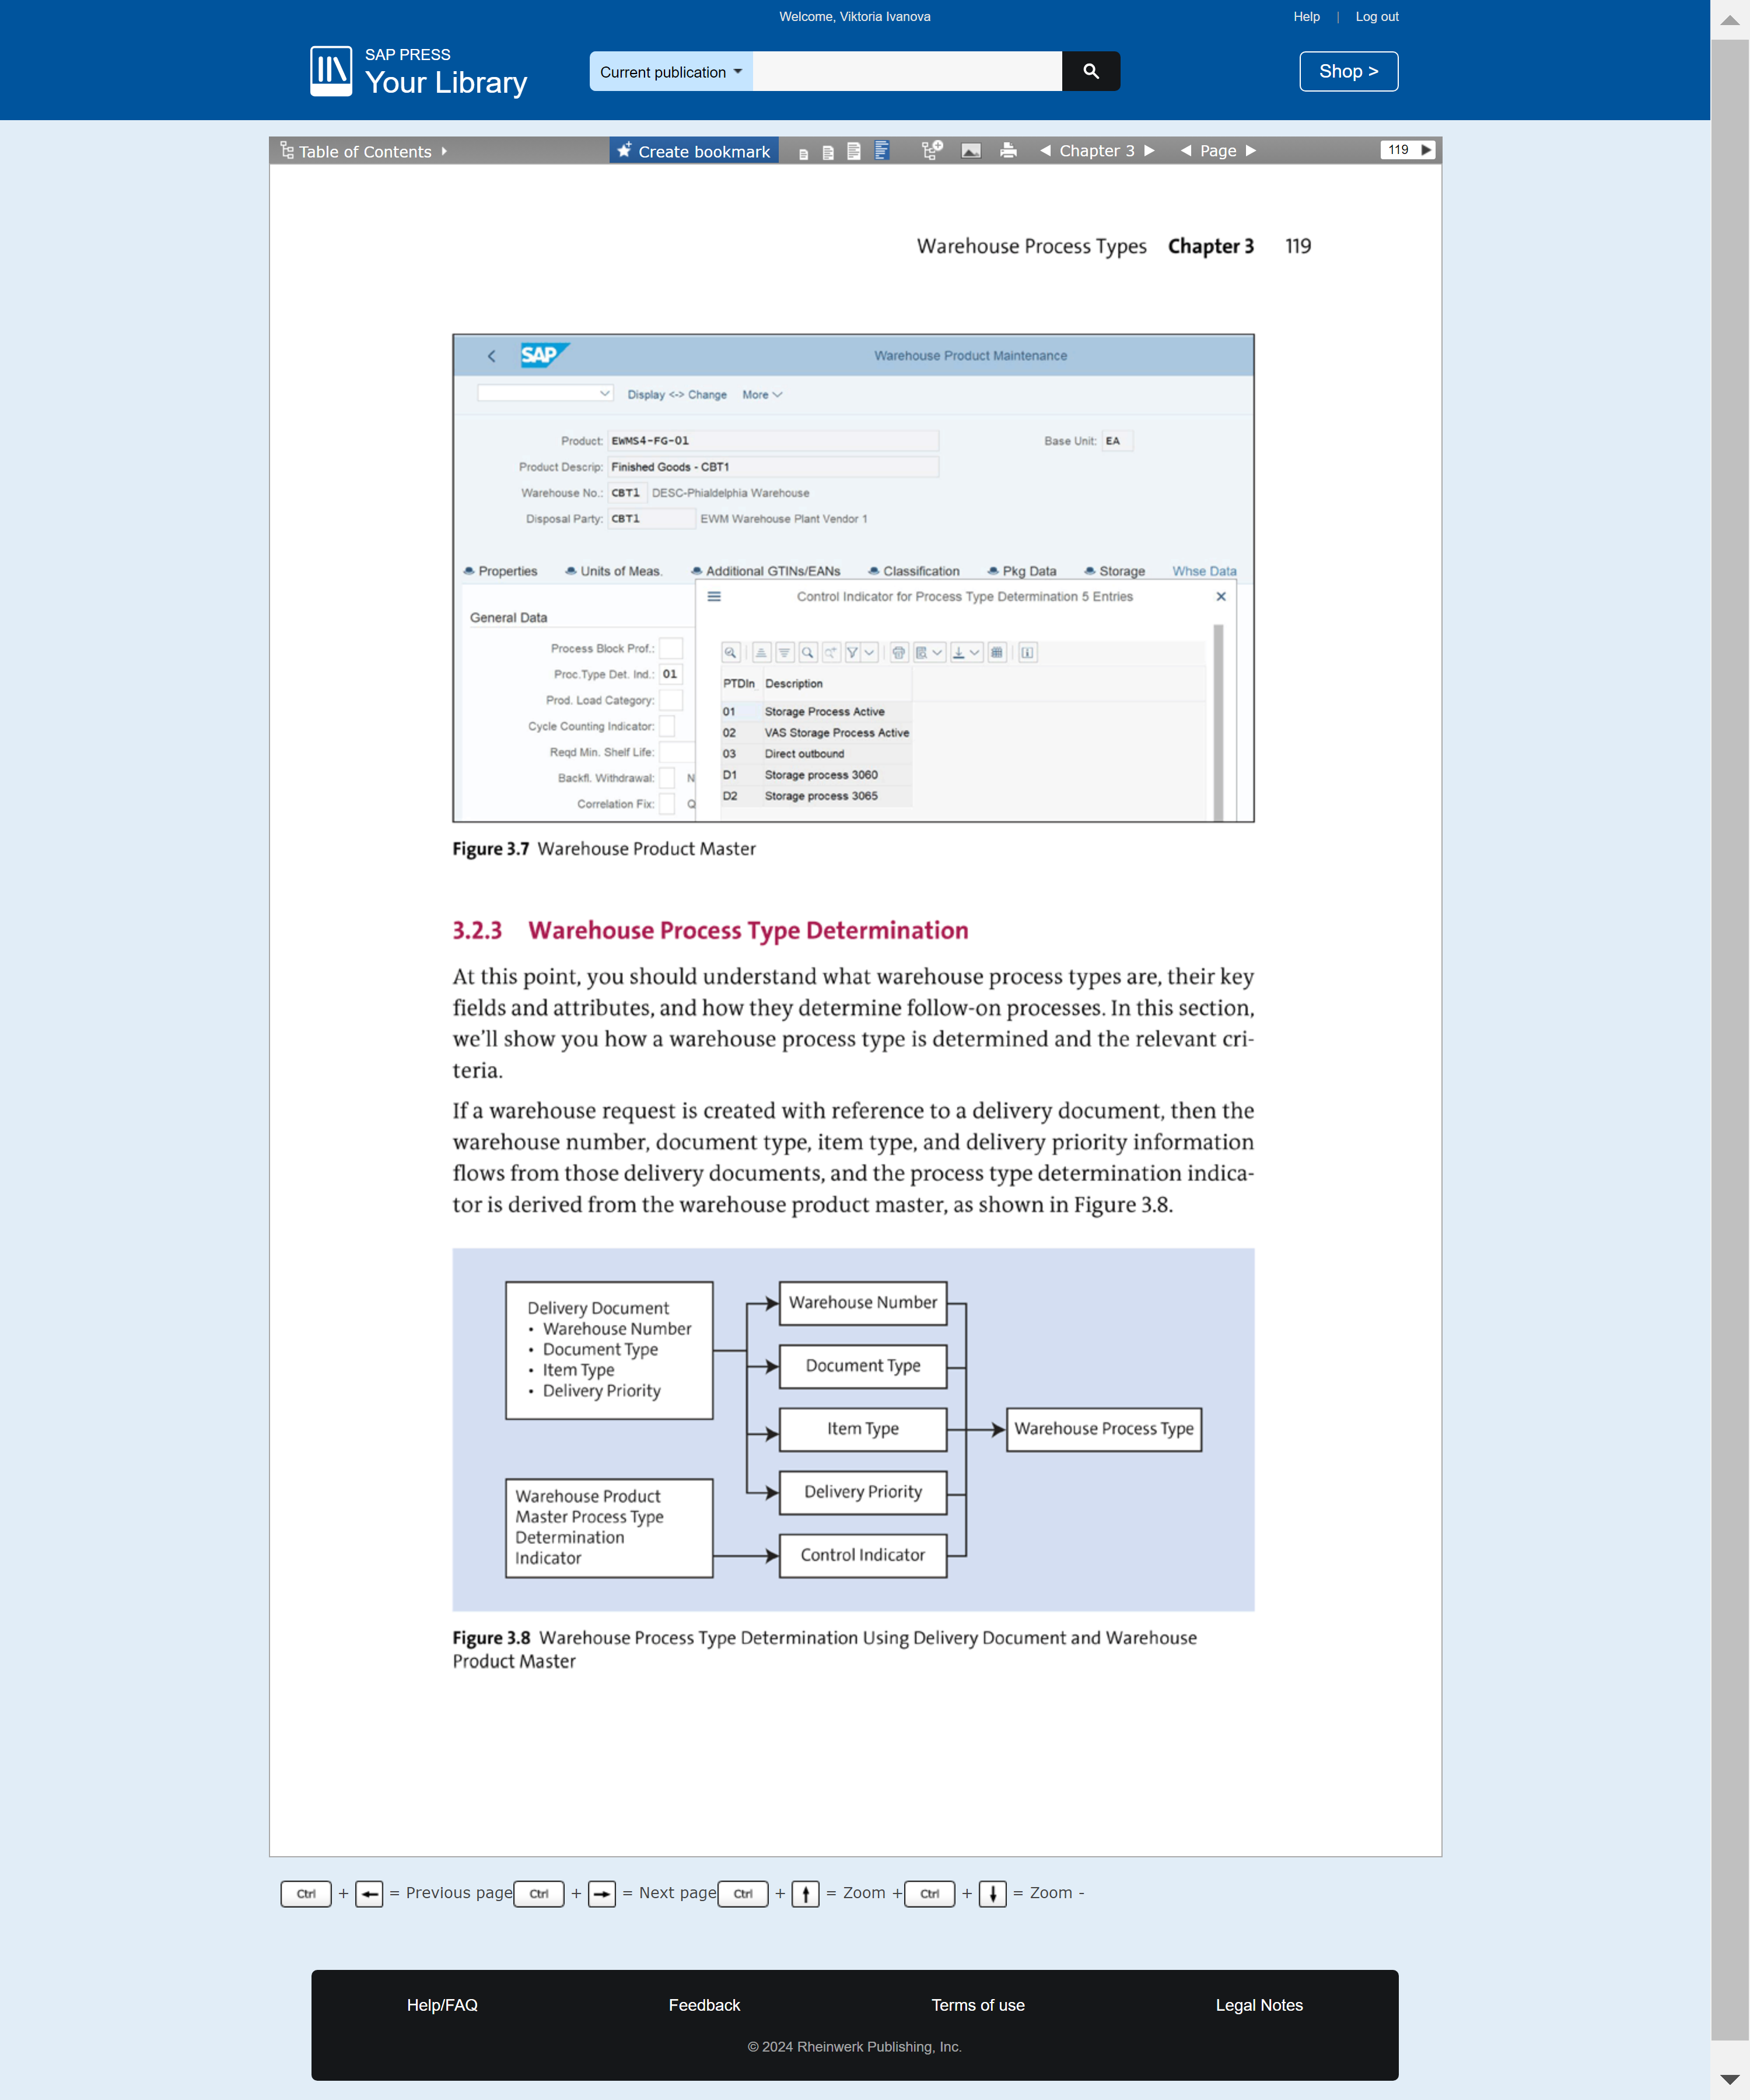 Welcome, Viktoria Ivanova
Help | Log out
SAP PRESS
Your Library
Current publication
Shop >
Table of Contents
Create bookmark
Chapter 3
Page
119
Warehouse Process Types Chapter 3 119
SAP
Warehouse Product Maintenance
Display <-> Change More
Product: EWMS4-FG-01
Base Unit: EA
Product Descrip: Finished Goods - CBT1
Warehouse No.: CBT1 DESC-Phialdelphia Warehouse
Disposal Party: CBT1 EWM Warehouse Plant Vendor 1
Properties Units of Meas. Additional GTINs/EANs Classification Pkg Data Storage Whse Data
General Data
Process Block Prof.:
Proc.Type Det. Ind.: 01
Prod. Load Category:
Cycle Counting Indicator:
Reqd Min. Shelf Life:
Backfl. Withdrawal: N
Correlation Fix: Q
Control Indicator for Process Type Determination 5 Entries
PTDIn Description
01 Storage Process Active
02 VAS Storage Process Active
03 Direct outbound
D1 Storage process 3060
D2 Storage process 3065
Figure 3.7 Warehouse Product Master
3.2.3 Warehouse Process Type Determination
At this point, you should understand what warehouse process types are, their key
fields and attributes, and how they determine follow-on processes. In this section,
we'll show you how a warehouse process type is determined and the relevant cri-
teria.
If a warehouse request is created with reference to a delivery document, then the
warehouse number, document type, item type, and delivery priority information
flows from those delivery documents, and the process type determination indica-
tor is derived from the warehouse product master, as shown in Figure 3.8.
Delivery Document
• Warehouse Number
• Document Type
• Item Type
• Delivery Priority
Warehouse Product
Master Process Type
Determination
Indicator
Warehouse Number
Document Type
Item Type
Delivery Priority
Control Indicator
Warehouse Process Type
Figure 3.8 Warehouse Process Type Determination Using Delivery Document and Warehouse
Product Master
Ctrl + ← = Previous page Ctrl + → = Next page Ctrl + ↑ = Zoom + Ctrl + ↓ = Zoom -
Help/FAQ
Feedback
Terms of use
Legal Notes
© 2024 Rheinwerk Publishing, Inc.